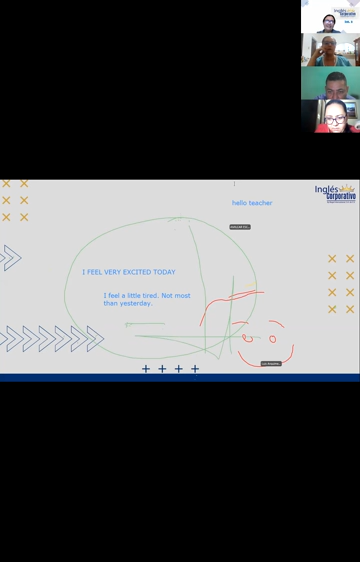 hello teacher
Inglés
Corporativo
I FEEL VERY EXCITED TODAY
I feel a little tired. Not most
than yesterday.